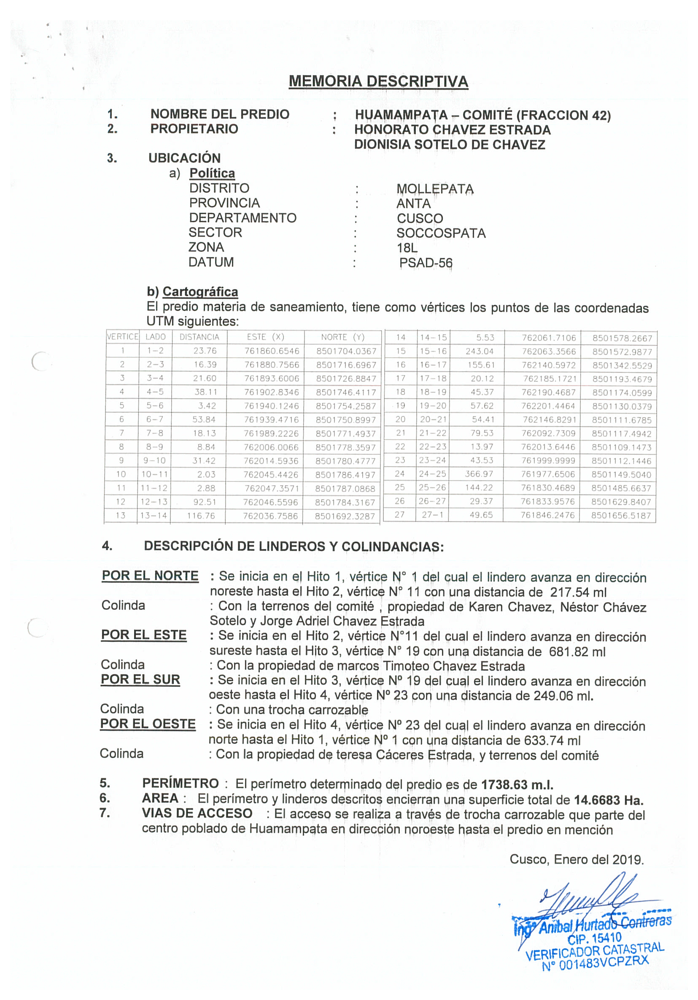 MEMORIA DESCRIPTIVA
1. NOMBRE DEL PREDIO : HUAMAMPATA – COMITÉ (FRACCION 42)
2. PROPIETARIO : HONORATO CHAVEZ ESTRADA
DIONISIA SOTELO DE CHAVEZ
3. UBICACIÓN
a) Política
DISTRITO : MOLLEPATA
PROVINCIA : ANTA
DEPARTAMENTO : CUSCO
SECTOR : SOCCOSPATA
ZONA : 18L
DATUM : PSAD-56
b) Cartográfica
El predio materia de saneamiento, tiene como vértices los puntos de las coordenadas
UTM siguientes:
VERTICE LADO DISTANCIA ESTE (X) NORTE (Y)
1 1-2 23.76 761860.6546 8501704.0367
2 2-3 16.39 761880.7566 8501716.6967
3 3-4 21.60 761893.6006 8501726.8847
4 4-5 38.11 761902.8346 8501746.4117
5 5-6 3.42 761940.1246 8501754.2587
6 6-7 53.84 761939.4716 8501750.8997
7 7-8 18.13 761989.2226 8501771.4937
8 8-9 8.84 762006.0066 8501778.3597
9 9-10 31.42 762014.5936 8501780.4777
10 10-11 2.03 762045.4426 8501786.4197
11 11-12 2.88 762047.3571 8501787.0868
12 12-13 92.51 762046.5596 8501784.3167
13 13-14 116.76 762036.7586 8501692.3287
14 14-15 5.53 762061.7106 8501578.2667
15 15-16 243.04 762063.3566 8501572.9877
16 16-17 155.61 762140.5972 8501342.5529
17 17-18 20.12 762185.1721 8501193.4679
18 18-19 45.37 762190.4687 8501174.0599
19 19-20 57.62 762201.4464 8501130.0379
20 20-21 54.41 762146.8291 8501111.6785
21 21-22 79.53 762092.7309 8501117.4942
22 22-23 13.97 762013.6446 8501109.1473
23 23-24 43.53 761999.9999 8501112.1446
24 24-25 366.97 761977.6506 8501149.5040
25 25-26 144.22 761830.4689 8501485.6637
26 26-27 29.37 761833.9576 8501629.8407
27 27-1 49.65 761846.2476 8501656.5187
4. DESCRIPCIÓN DE LINDEROS Y COLINDANCIAS:
POR EL NORTE : Se inicia en el Hito 1, vértice N° 1 del cual el lindero avanza en dirección
noreste hasta el Hito 2, vértice Nº 11 con una distancia de 217.54 ml
Colinda : Con la terrenos del comité , propiedad de Karen Chavez, Néstor Chávez
Sotelo y Jorge Adriel Chavez Estrada
POR EL ESTE : Se inicia en el Hito 2, vértice N°11 del cual el lindero avanza en dirección
sureste hasta el Hito 3, vértice N° 19 con una distancia de 681.82 ml
Colinda : Con la propiedad de marcos Timoteo Chavez Estrada
POR EL SUR : Se inicia en el Hito 3, vértice Nº 19 del cual el lindero avanza en dirección
oeste hasta el Hito 4, vértice Nº 23 con una distancia de 249.06 ml.
Colinda : Con una trocha carrozable
POR EL OESTE : Se inicia en el Hito 4, vértice Nº 23 del cual el lindero avanza en dirección
norte hasta el Hito 1, vértice Nº 1 con una distancia de 633.74 ml
Colinda : Con la propiedad de teresa Cáceres Estrada, y terrenos del comité
5. PERÍMETRO : El perímetro determinado del predio es de 1738.63 m.l.
6. AREA : El perímetro y linderos descritos encierran una superficie total de 14.6683 Ha.
7. VIAS DE ACCESO : El acceso se realiza a través de trocha carrozable que parte del
centro poblado de Huamampata en dirección noroeste hasta el predio en mención
Cusco, Enero del 2019.
Ingº Anibal Hurtado Contreras
CIP. 15410
VERIFICADOR CATASTRAL
N° 001483VCPZRX